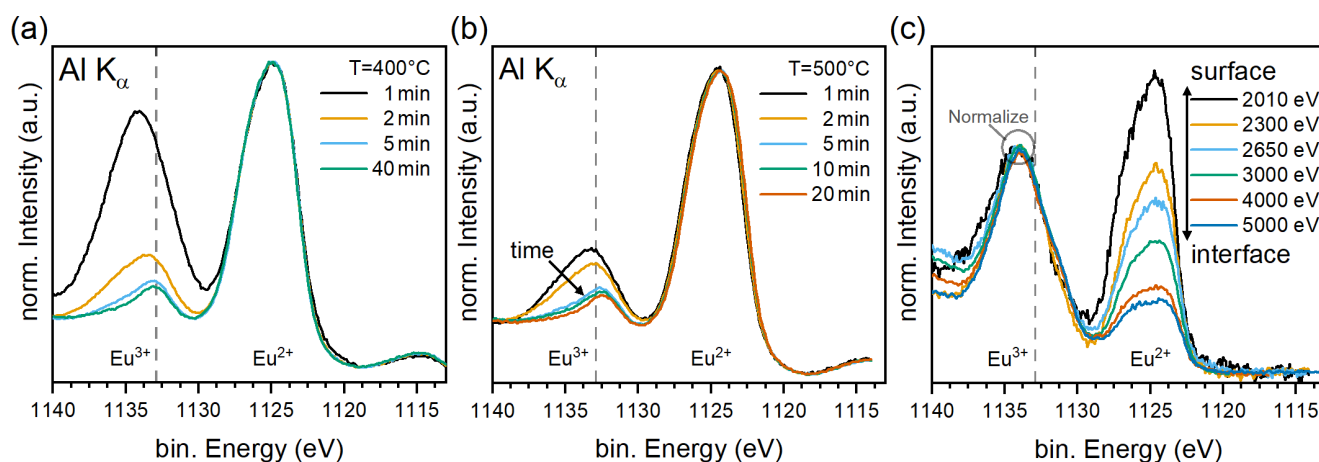 (a)
Al Kα
T=400°C
1 min
2 min
5 min
40 min
Eu3+
Eu2+
1140 1130 1120
bin. Energy (eV)
norm. Intensity (a.u.)
(b)
Al Kα
T=500°C
1 min
2 min
5 min
10 min
20 min
time
Eu3+
Eu2+
1140 1135 1130 1125 1120 1115
bin. Energy (eV)
norm. Intensity (a.u.)
(c)
Normalize
surface
2010 eV
2300 eV
2650 eV
3000 eV
4000 eV
5000 eV
interface
Eu3+
Eu2+
1140 1135 1130 1125 1120 1115
bin. Energy (eV)
norm. Intensity (a.u.)